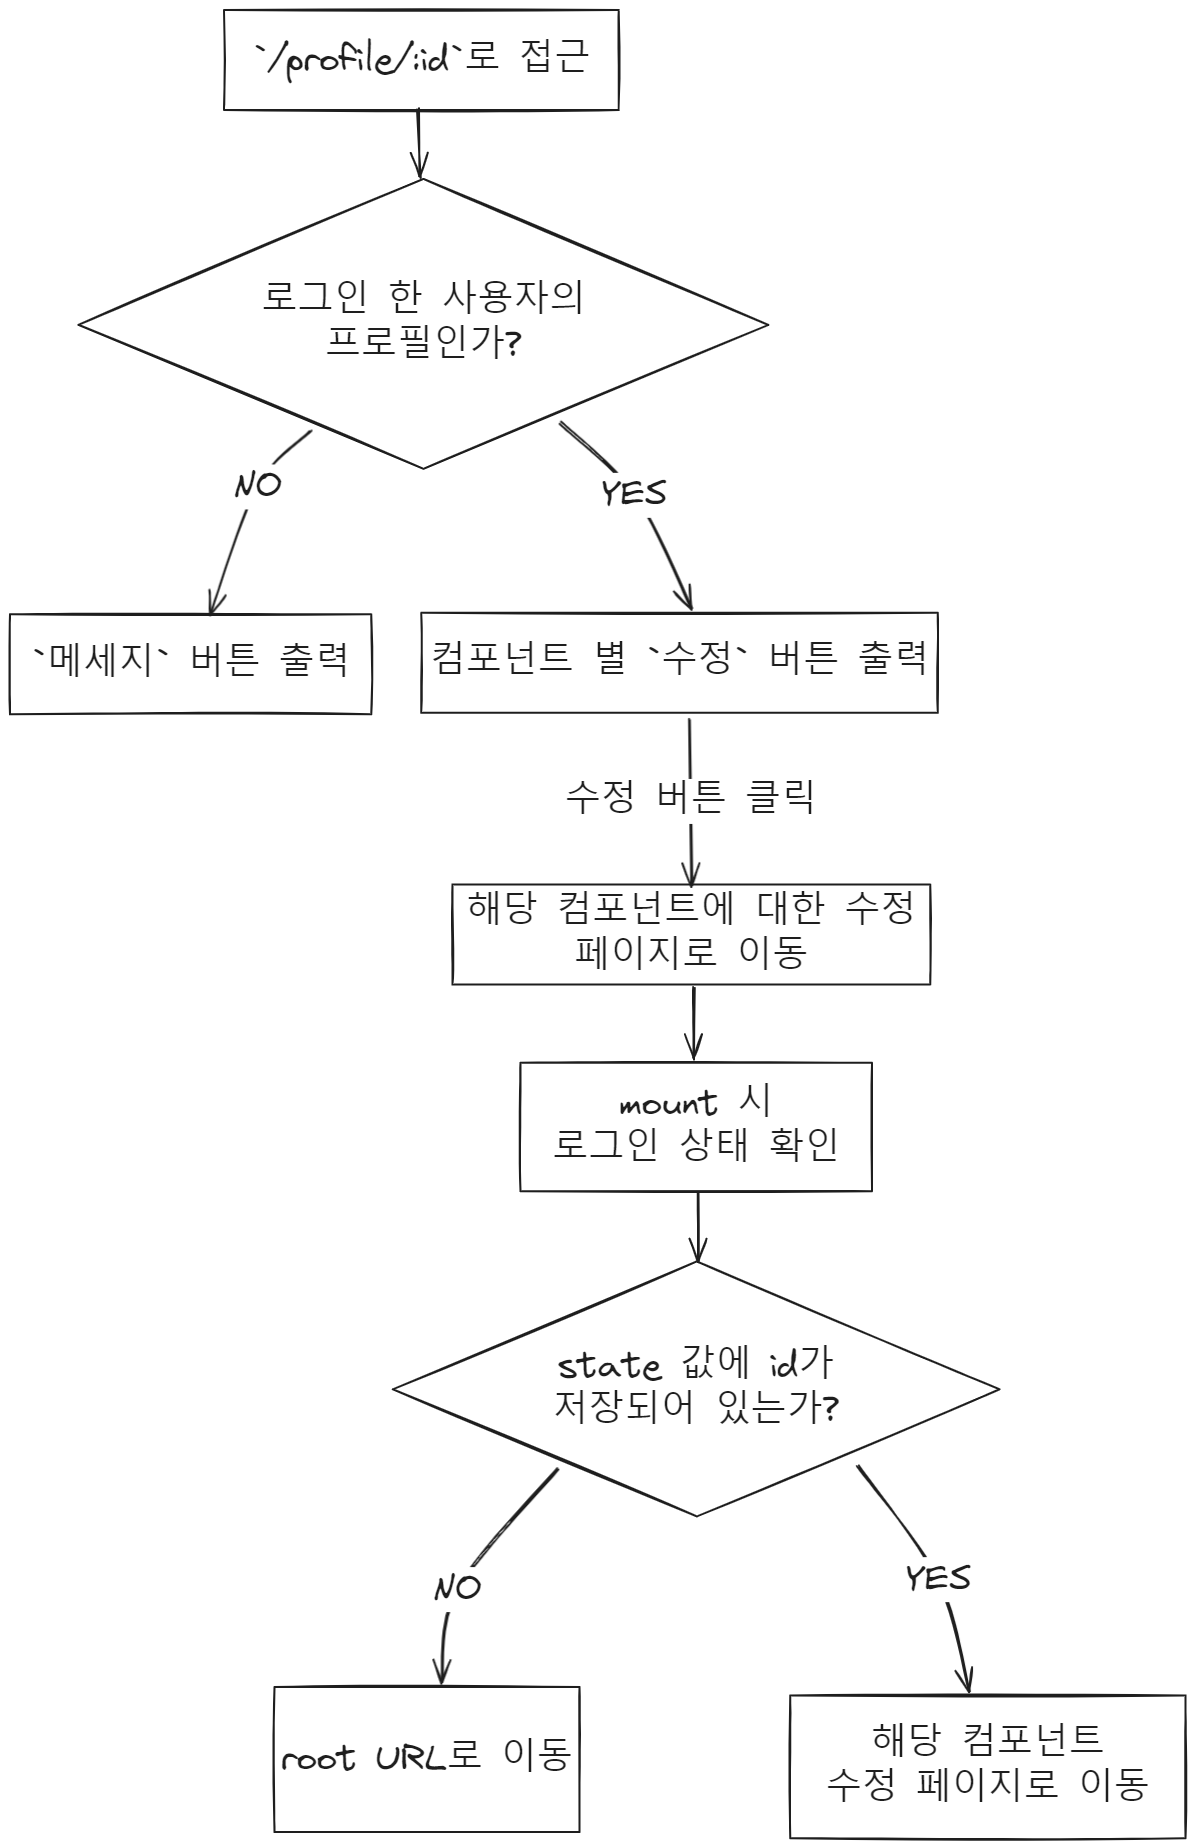 `/profile/:id`로 접근
로그인 한 사용자의
프로필인가?
NO
YES
`메세지` 버튼 출력
컴포넌트 별 `수정` 버튼 출력
수정 버튼 클릭
해당 컴포넌트에 대한 수정
페이지로 이동
mount 시
로그인 상태 확인
state 값에 id가
저장되어 있는가?
NO
YES
root URL로 이동
해당 컴포넌트
수정 페이지로 이동